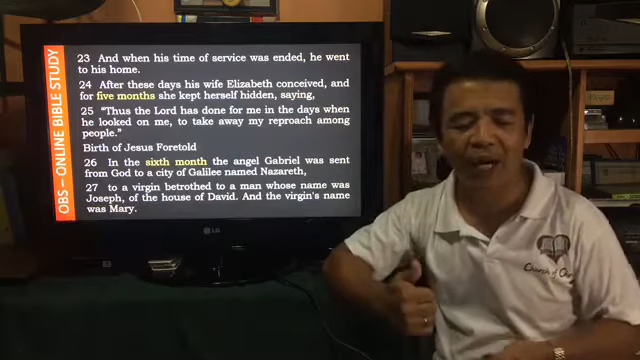 23 And when his time of service was ended, he went
to his home.
24 After these days his wife Elizabeth conceived, and
for five months she kept herself hidden, saying,
25 "Thus the Lord has done for me in the days when
he looked on me, to take away my reproach among
people."
Birth of Jesus Foretold
26 In the sixth month the angel Gabriel was sent
from God to a city of Galilee named Nazareth,
27 to a virgin betrothed to a man whose name was
Joseph, of the house of David. And the virgin's name
was Mary.
OBS – ONLINE BIBLE STUDY
LG
Church of